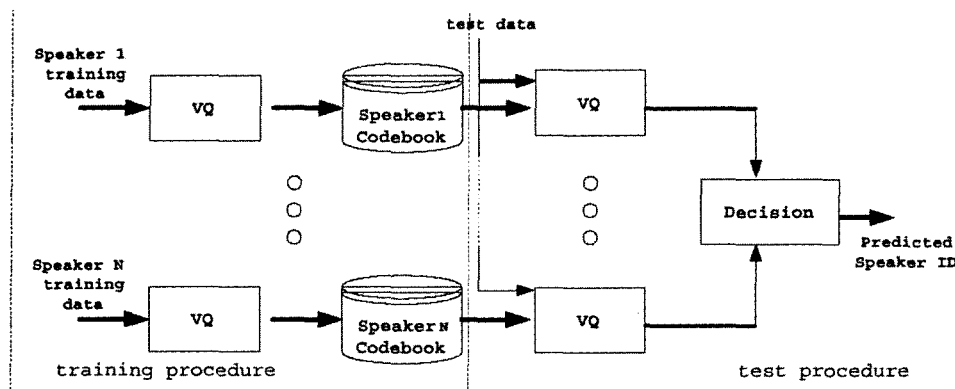 test data
Speaker 1
training
data
VQ
Speaker1
Codebook
VQ
Decision
Predicted
Speaker ID
Speaker N
training
data
VQ
Speaker N
Codebook
VQ
training procedure
test procedure